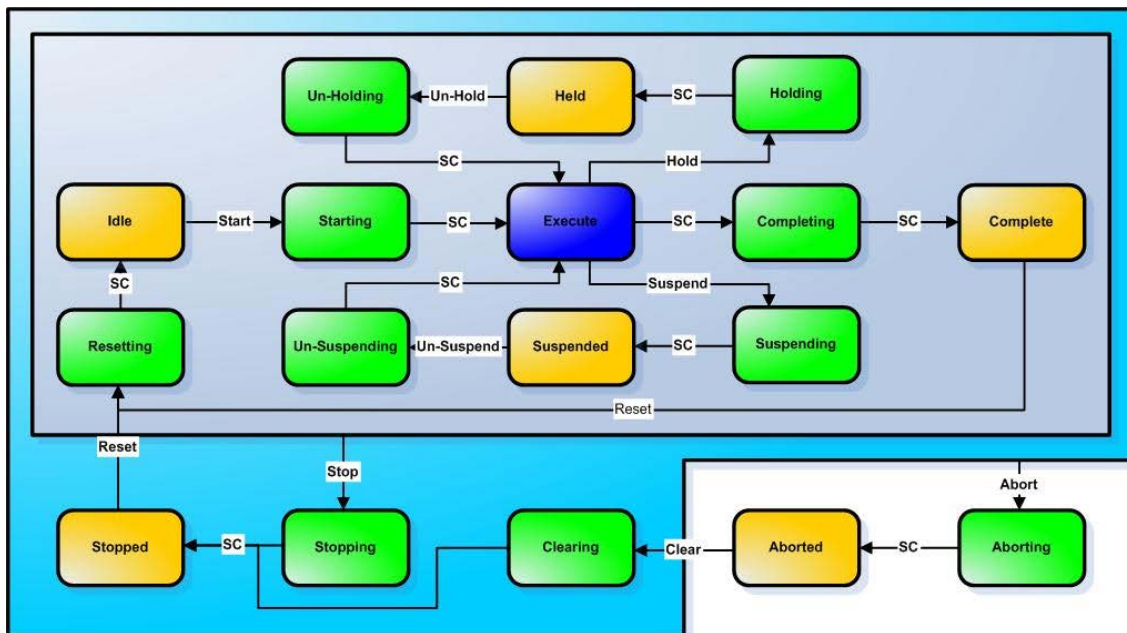 Un-Holding
Un-Hold
Held
SC
Holding
SC
Hold
Idle
Start
Starting
SC
Execute
SC
Completing
SC
Complete
SC
SC
Suspend
Resetting
Un-Suspending
Un-Suspend
Suspended
SC
Suspending
Reset
Reset
Stop
Abort
Stopped
SC
Stopping
Clearing
Clear
Aborted
SC
Aborting